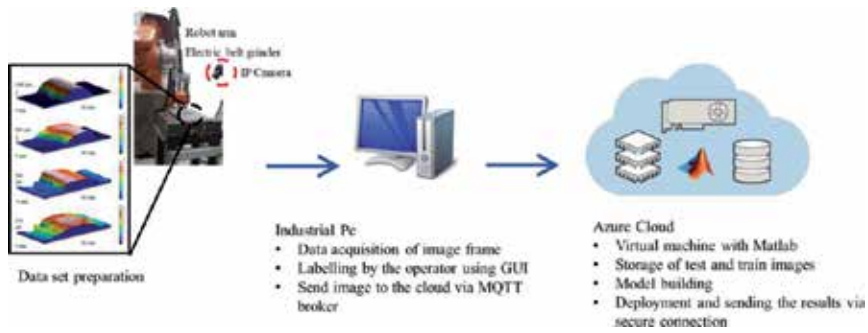 Robot arm
Electric belt grinder
IP Camera
Data set preparation
Industrial Pc
• Data acquisition of image frame
• Labelling by the operator using GUI
• Send image to the cloud via MQTT
broker
Azure Cloud
• Virtual machine with Matlab
• Storage of test and train images
• Model building
• Deployment and sending the results via
secure connection